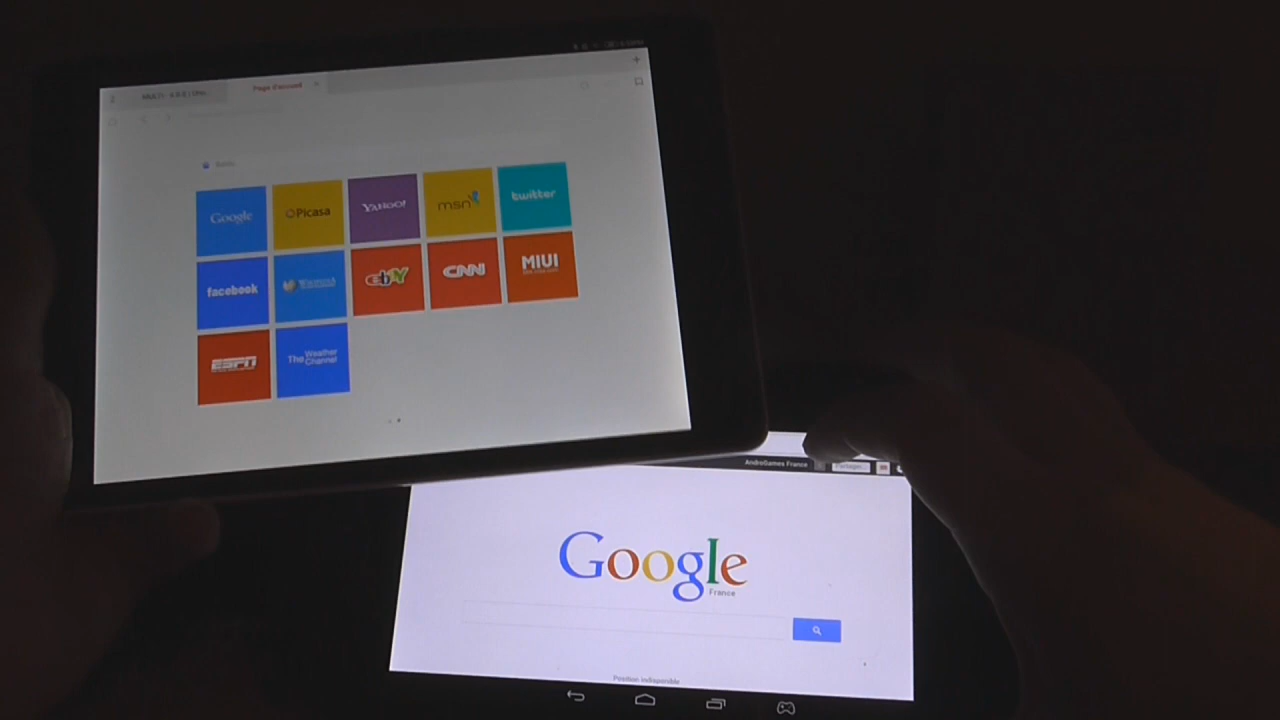 Page d'accueil
Google
Picasa
YAHOO!
msn
twitter
facebook
ebY
CNN
MIUI
ESPN
The Weather Channel
AndroGames France
Partager
Google
France
Position indisponible